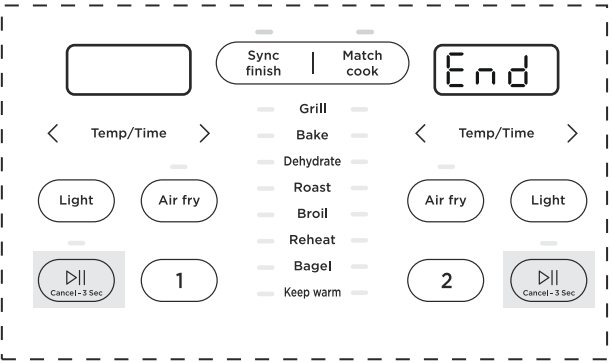 Sync finish
Match cook
End
< Temp/Time >
Grill
Bake
Dehydrate
Roast
Broil
Reheat
Bagel
Keep warm
< Temp/Time >
Light
Air fry
Air fry
Light
Cancel–3 Sec
1
2
Cancel–3 Sec